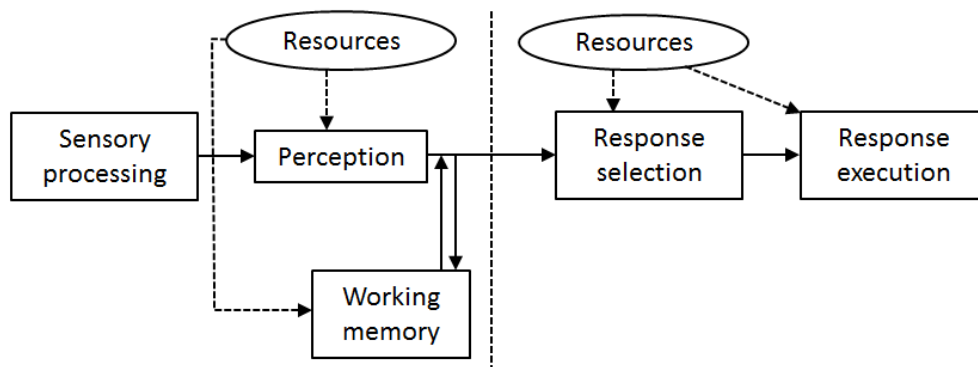 Resources
Resources
Sensory
processing
Perception
Response
selection
Response
execution
Working
memory